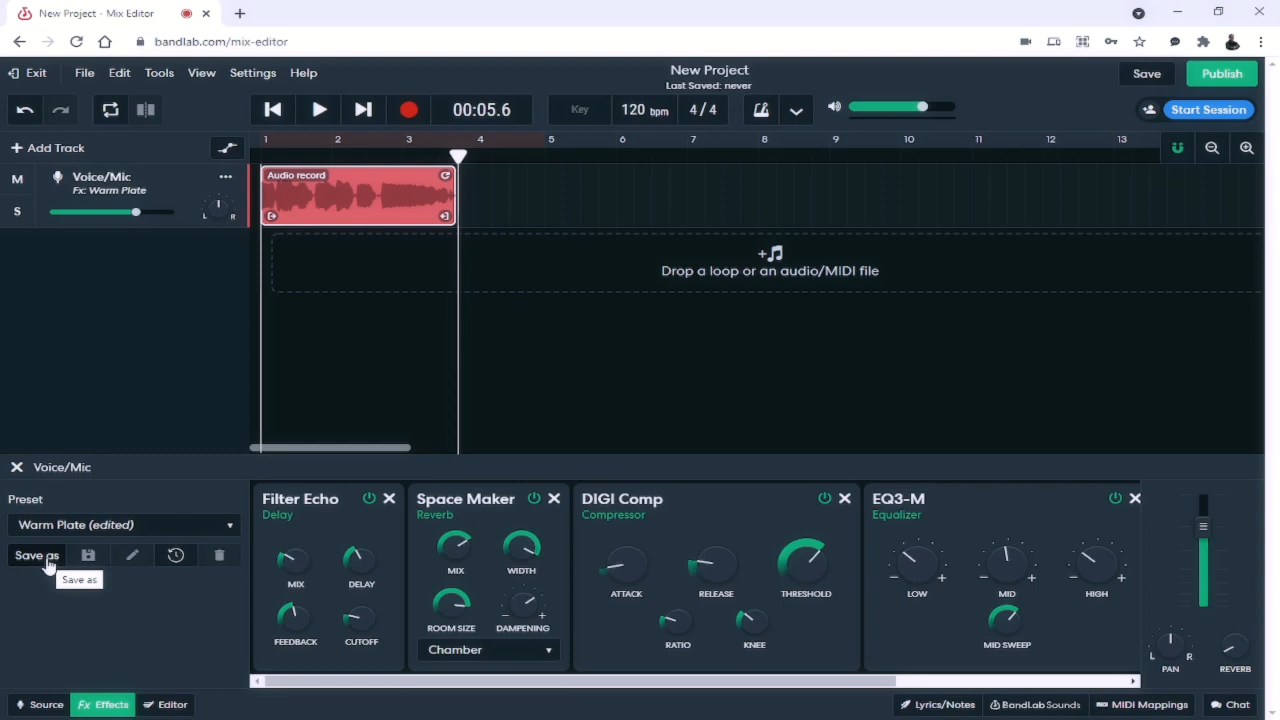 New Project - Mix Editor
bandlab.com/mix-editor
Exit File Edit Tools View Settings Help
New Project
Last Saved: never
Save Publish
00:05.6 Key 120 bpm 4 / 4
Start Session
+ Add Track
1 2 3 4 5 6 7 8 9 10 11 12 13
M Voice/Mic
Fx: Warm Plate
S L R
Audio record
Drop a loop or an audio/MIDI file
Voice/Mic
Preset
Warm Plate (edited)
Save as
Save as
Filter Echo
Delay
MIX DELAY
FEEDBACK CUTOFF
Space Maker
Reverb
MIX WIDTH
ROOM SIZE DAMPENING
Chamber
DIGI Comp
Compressor
ATTACK RELEASE THRESHOLD
RATIO KNEE
EQ3-M
Equalizer
LOW MID HIGH
MID SWEEP
L R
PAN REVERB
Source Fx Effects Editor
Lyrics/Notes BandLab Sounds MIDI Mappings Chat